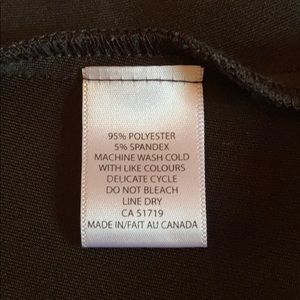 95% POLYESTER
5% SPANDEX
MACHINE WASH COLD
WITH LIKE COLOURS
DELICATE CYCLE
DO NOT BLEACH
LINE DRY
CA 51719
MADE IN/FAIT AU CANADA